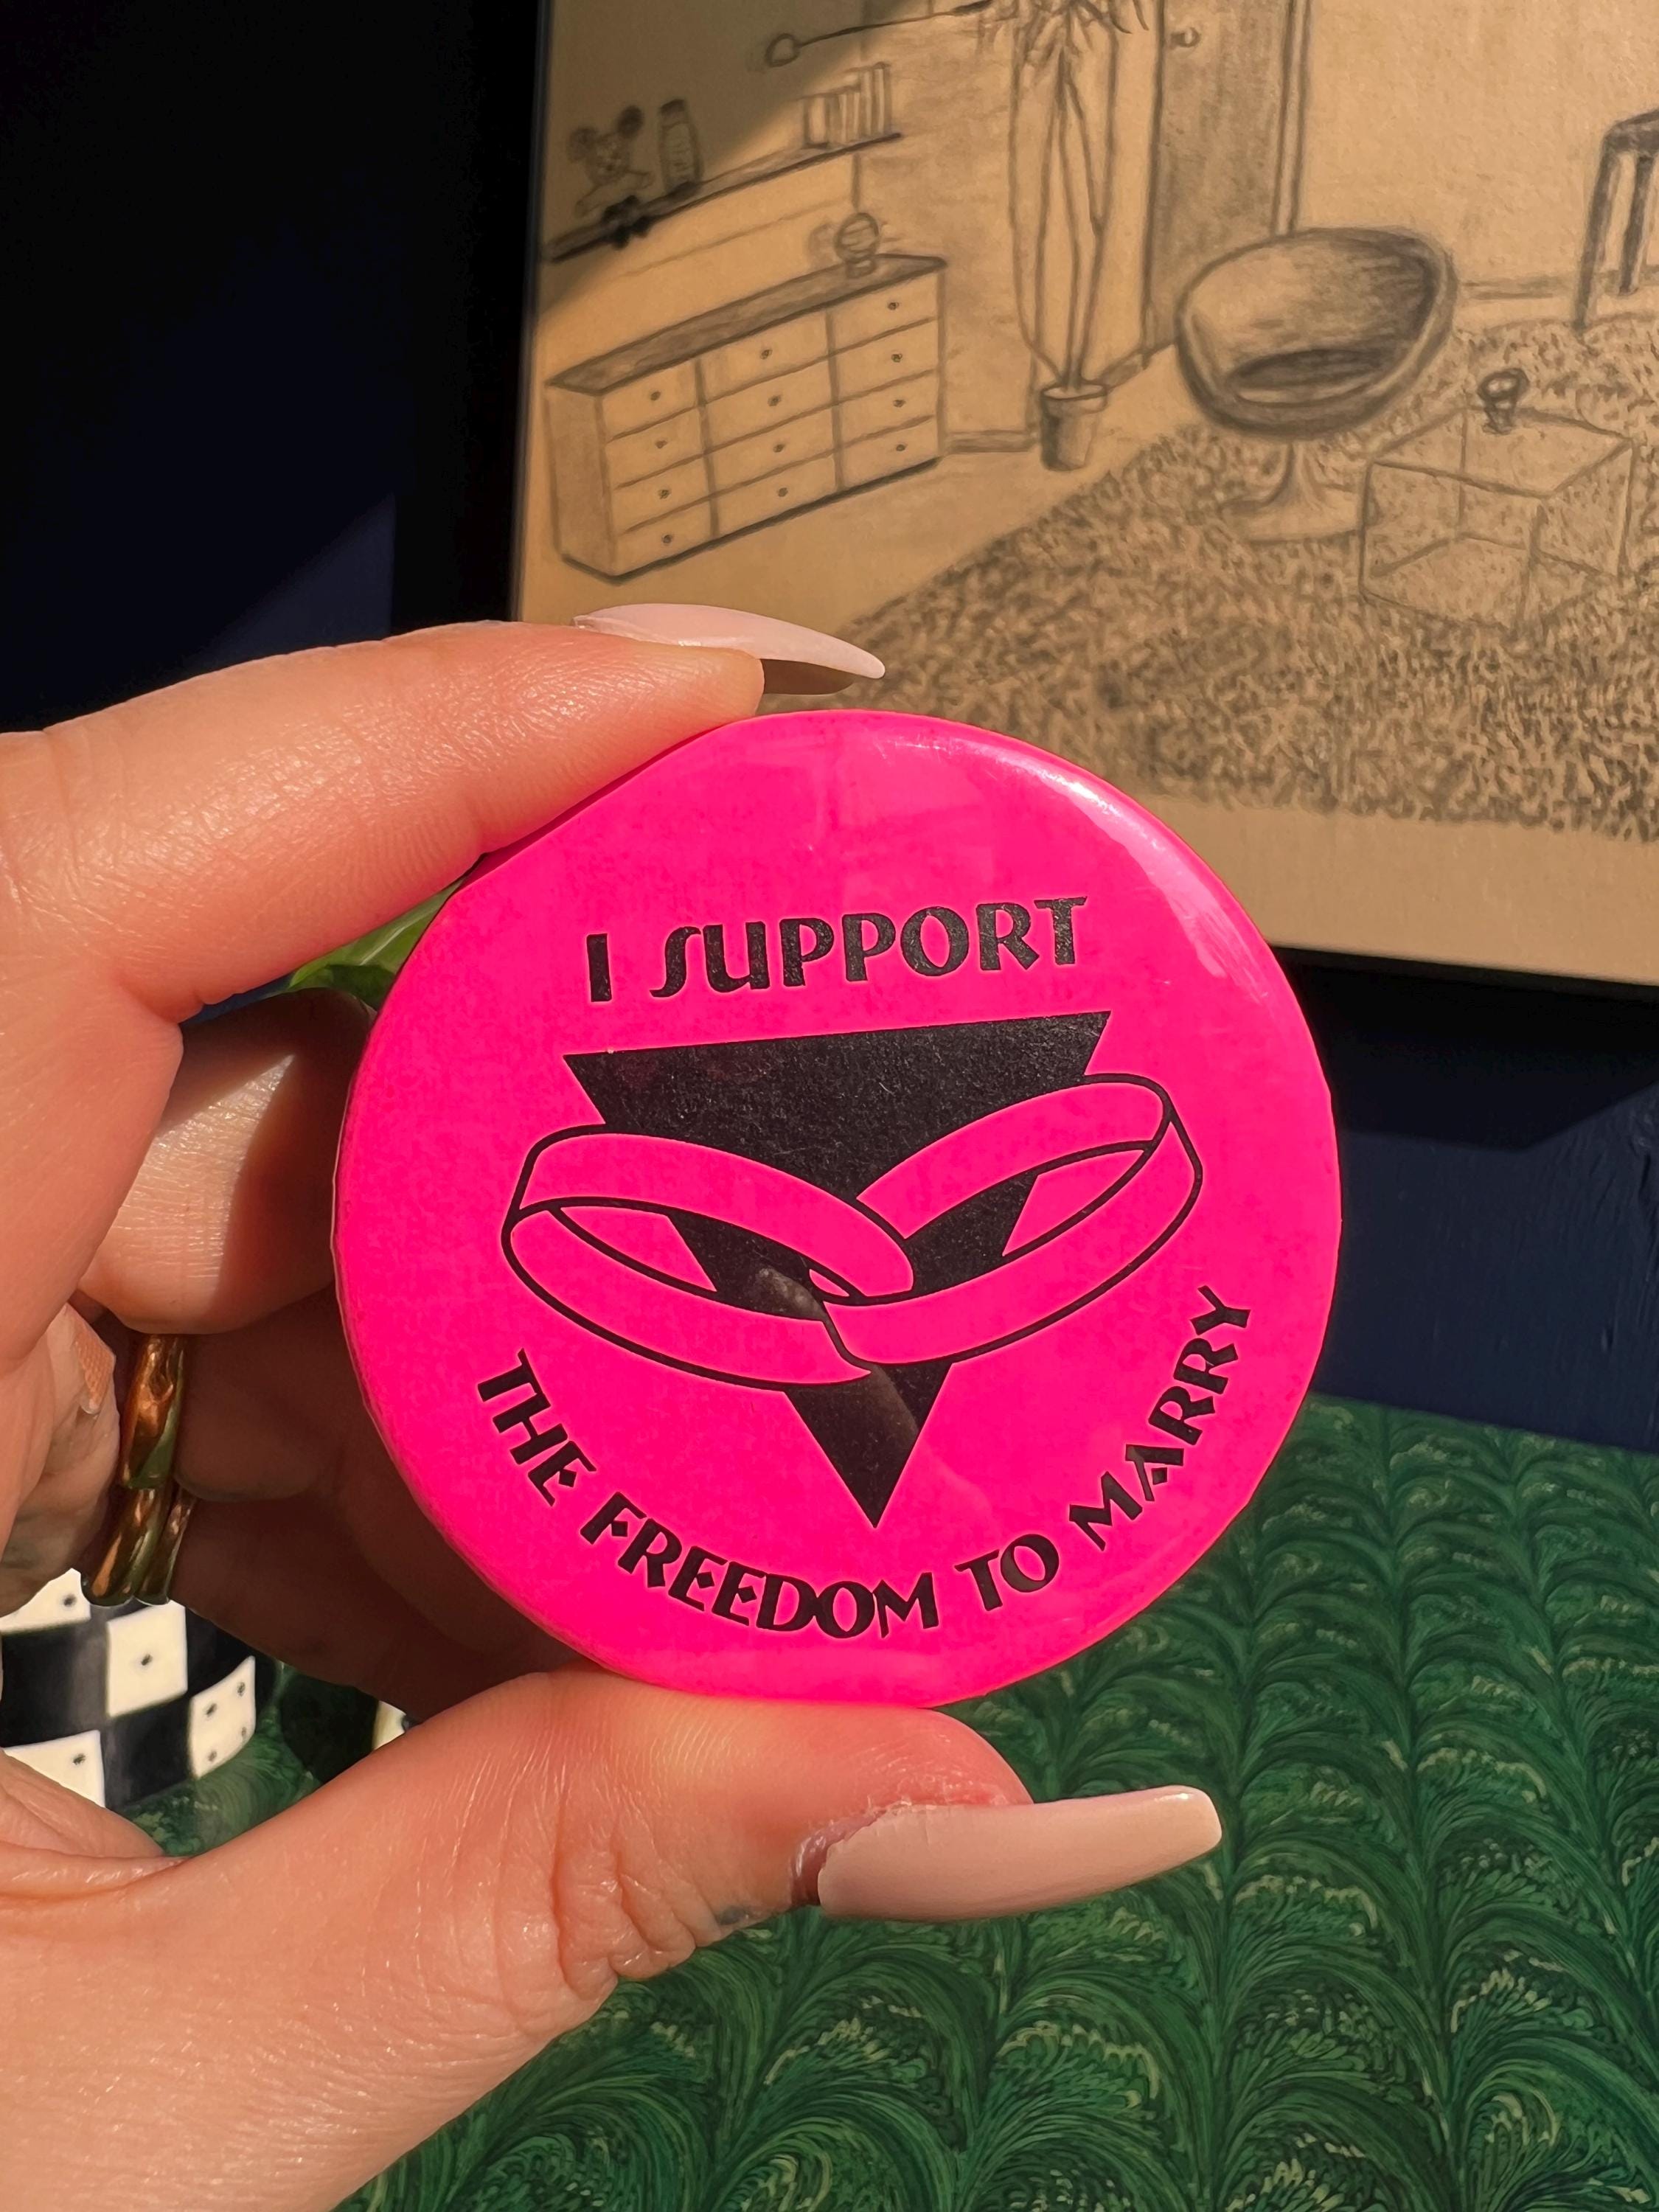 I SUPPORT
THE FREEDOM TO MARRY